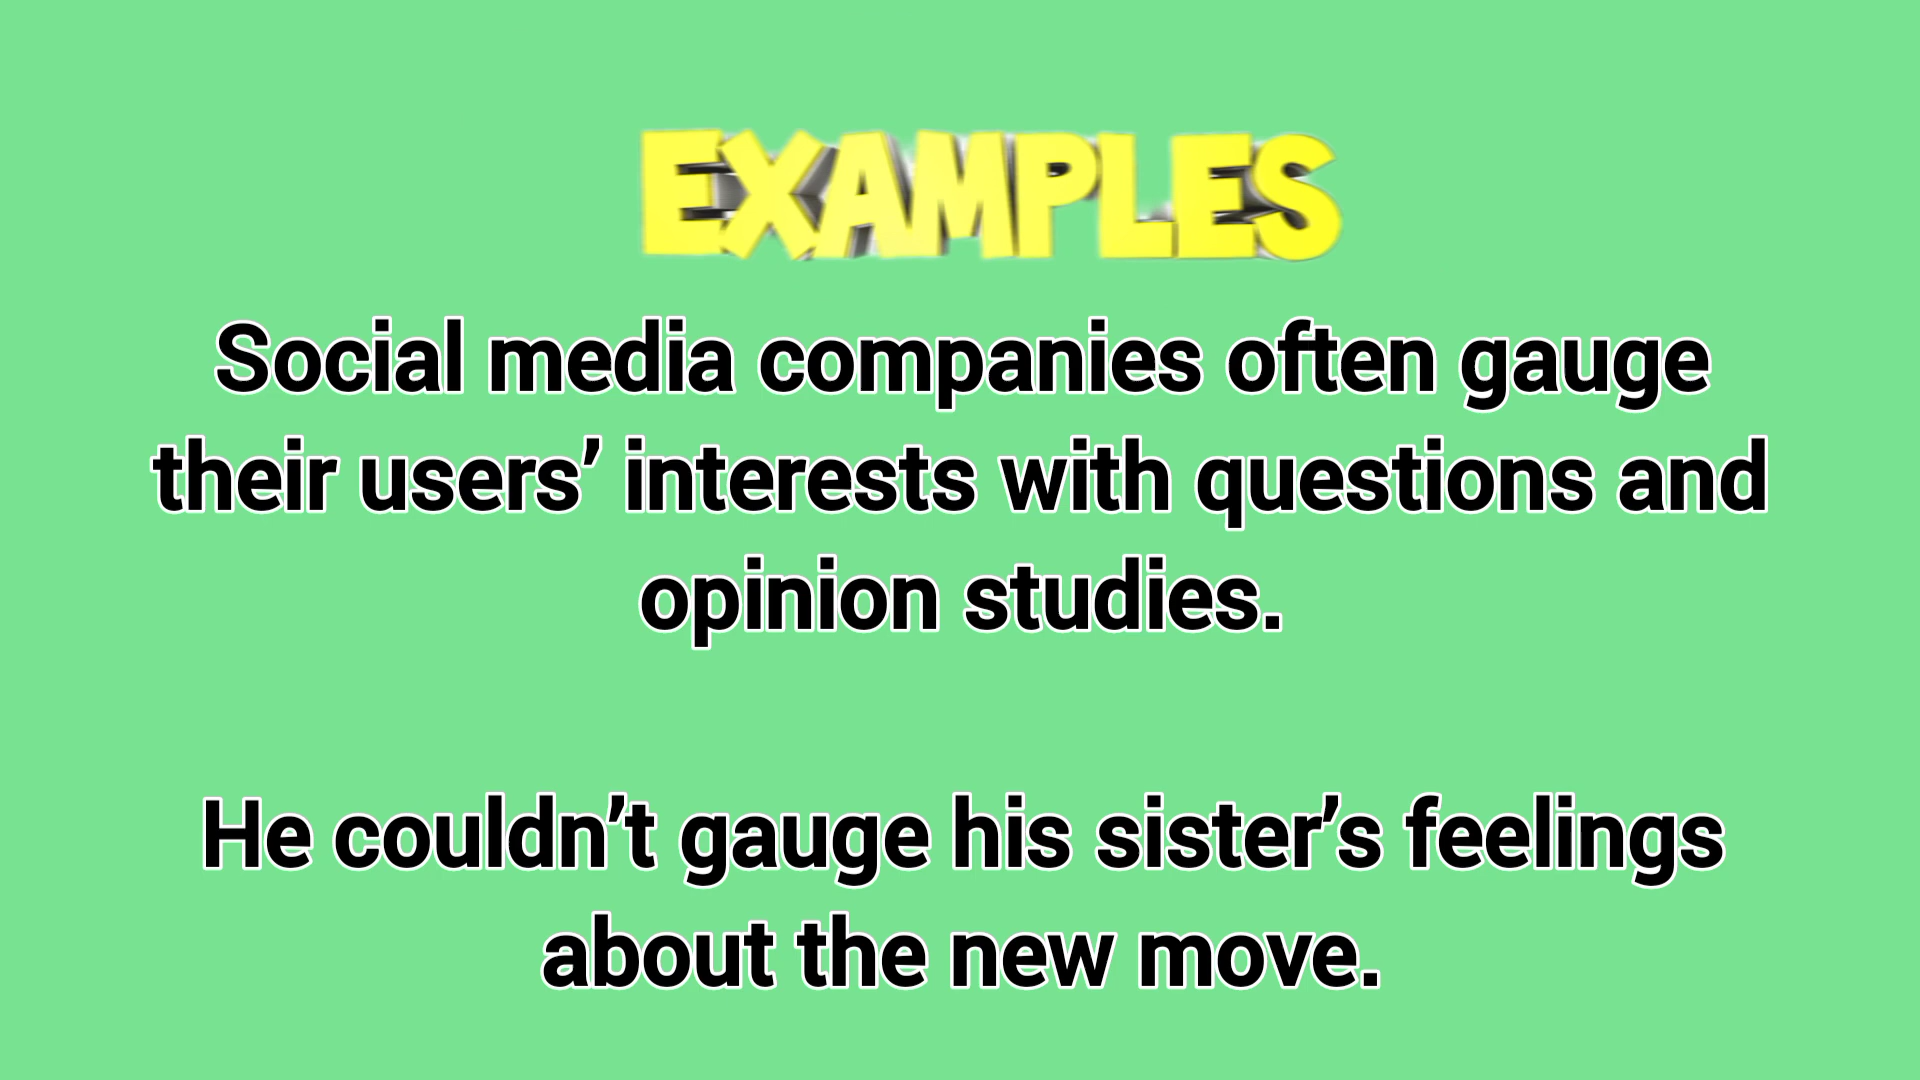 EXAMPLES
Social media companies often gauge
their users’ interests with questions and
opinion studies.
He couldn’t gauge his sister’s feelings
about the new move.